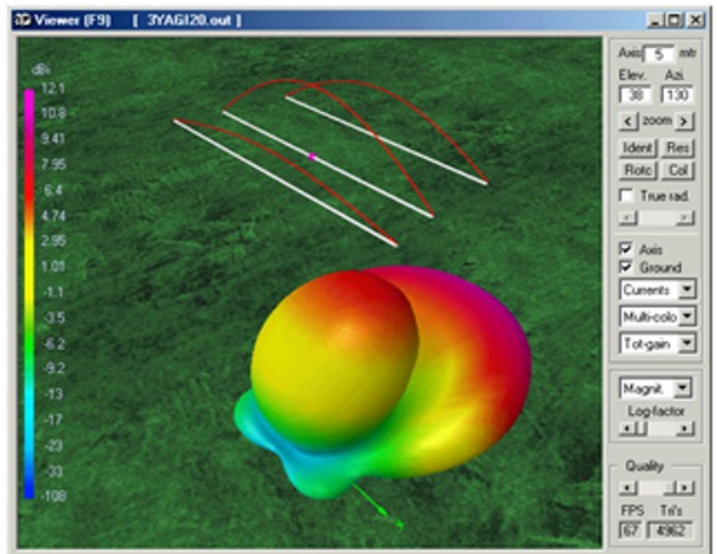 3D Viewer (F9) [ 3YAGI20.out ]
dBi
12.1
10.8
9.41
7.95
6.4
4.74
2.95
1.01
-1.1
-3.5
-6.2
-9.2
-13
-17
-23
-33
-108
Axis 5 mtr
Elev. Azi.
38 130
< zoom >
Ident Res
Rotc Col
True rad.
Axis
Ground
Currents
Multi-colo
Tot-gain
Magnit.
Log-factor
Quality
FPS Tri's
67 4962